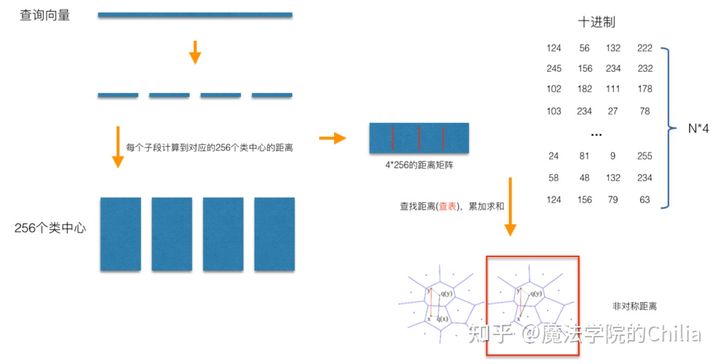 查询向量
每个子段计算到对应的256个类中心的距离
256个类中心
4*256的距离矩阵
查找距离(查表)，累加求和
十进制
124 56 132 222
245 156 234 232
102 182 111 178
103 234 27 78
...
24 81 9 255
58 48 132 234
124 156 79 63
N*4
y q(y)
x q(x)
y q(y)
x
非对称距离
知乎 @魔法学院的Chilia